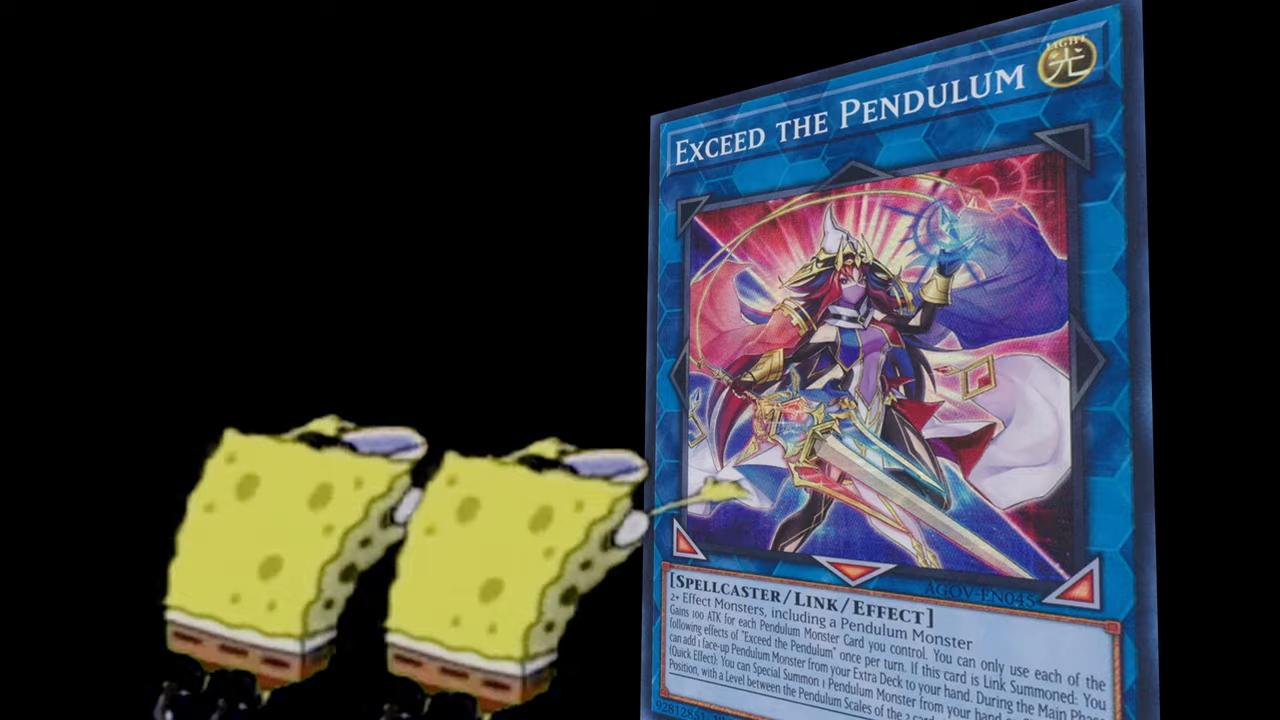 LIGHT
光
EXCEED THE PENDULUM
AGOV-EN045
[SPELLCASTER/LINK/EFFECT]
2+ Effect Monsters, including a Pendulum Monster
Gains 100 ATK for each Pendulum Monster Card you control. You can only use each of the
following effects of "Exceed the Pendulum" once per turn. If this card is Link Summoned: You
can add 1 face-up Pendulum Monster from your Extra Deck to your hand. During the Main Phase
(Quick Effect): You can Special Summon 1 Pendulum Monster from your hand
Position, with a Level between the Pendulum Scales of the 2 card
92812851